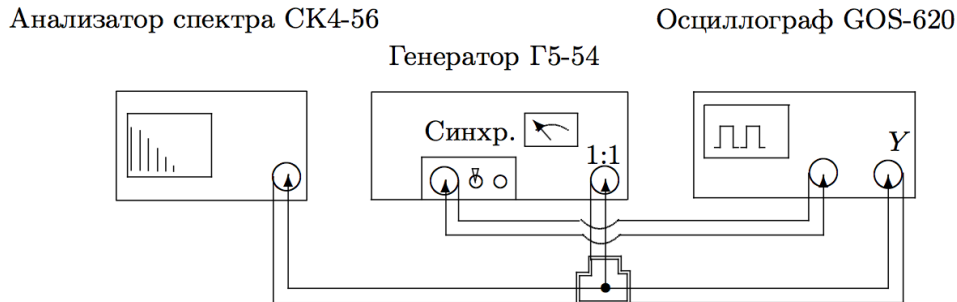 Анализатор спектра СК4-56
Осциллограф GOS-620
Генератор Г5-54
Синхр.
1:1
Y